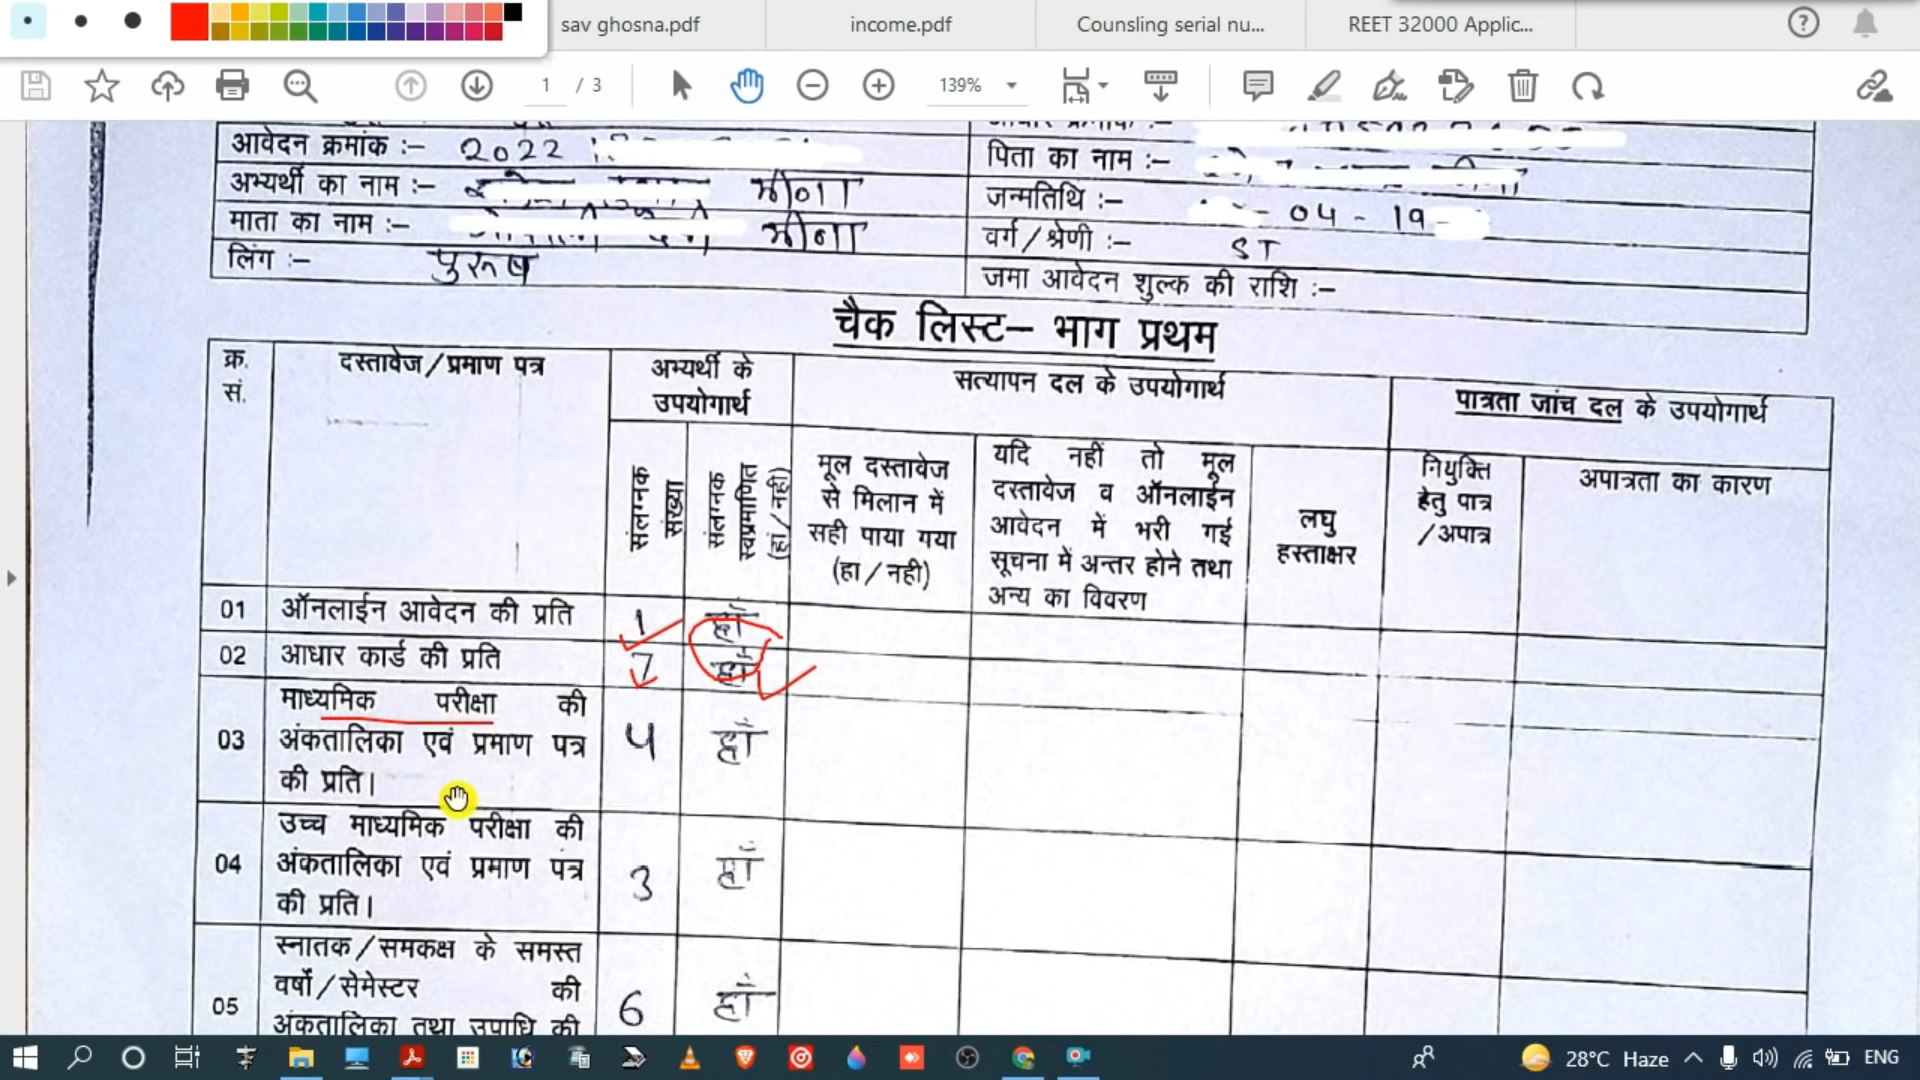 sav ghosna.pdf
income.pdf
Counsling serial nu...
REET 32000 Applic...
1 / 3
139%
आवेदन क्रमांक :- 2022
पिता का नाम :-
अभ्यर्थी का नाम :- मीणा
जन्मतिथि :- - 04 - 19
माता का नाम :- मीणा
वर्ग/श्रेणी :- ST
लिंग :- पुरूष
जमा आवेदन शुल्क की राशि :-
चैक लिस्ट– भाग प्रथम
क्र.
सं.
दस्तावेज/प्रमाण पत्र
अभ्यर्थी के
उपयोगार्थ
सत्यापन दल के उपयोगार्थ
पात्रता जांच दल के उपयोगार्थ
संलग्नक
संख्या
संलग्नक
स्वप्रमाणित
(हां/नहीं)
मूल दस्तावेज
से मिलान में
सही पाया गया
(हा/नही)
यदि नहीं तो मूल
दस्तावेज व ऑनलाईन
आवेदन में भरी गई
सूचना में अन्तर होने तथा
अन्य का विवरण
लघु
हस्ताक्षर
नियुक्ति
हेतु पात्र
/अपात्र
अपात्रता का कारण
01 ऑनलाईन आवेदन की प्रति 1 हाँ
02 आधार कार्ड की प्रति 7 हाँ
माध्यमिक परीक्षा की
03 अंकतालिका एवं प्रमाण पत्र 4 हाँ
की प्रति।
उच्च माध्यमिक परीक्षा की
04 अंकतालिका एवं प्रमाण पत्र 3 हाँ
की प्रति।
स्नातक/समकक्ष के समस्त
वर्षो/सेमेस्टर की
05 अंकतालिका तथा उपाधि की 6 हाँ
28°C Haze
ENG